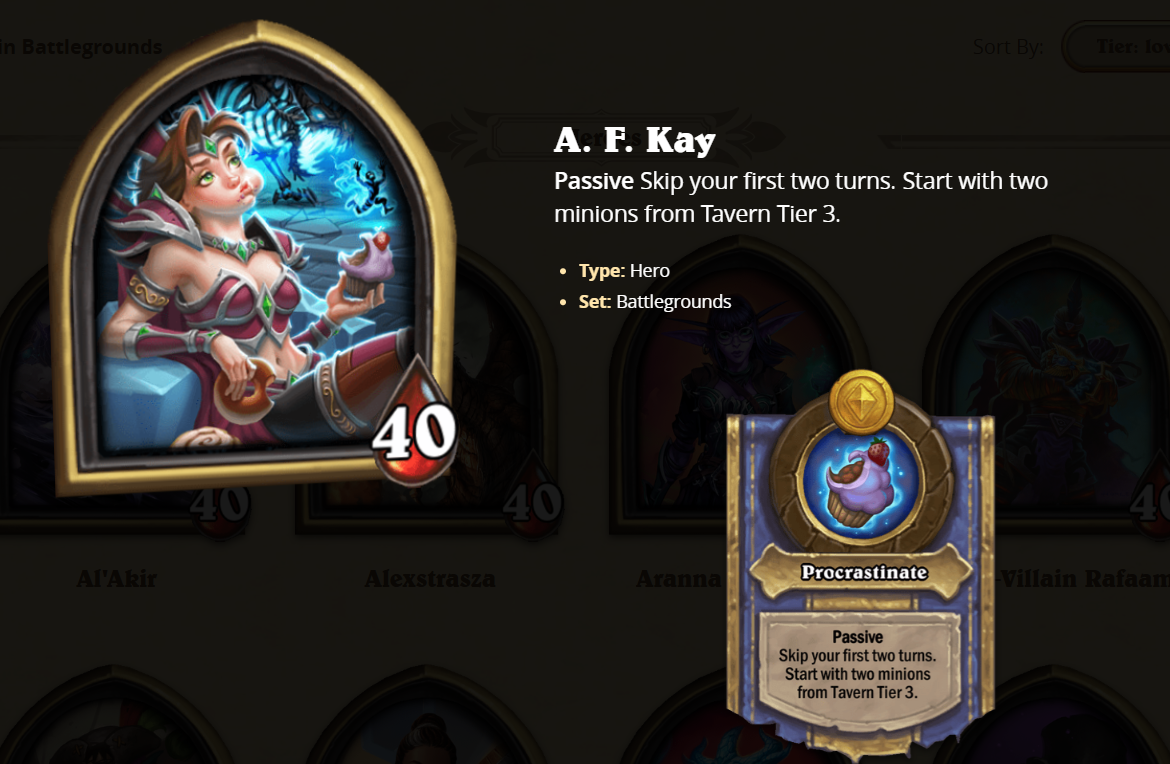 in Battlegrounds
Sort By:
Tier: lo
A. F. Kay
Passive Skip your first two turns. Start with two
minions from Tavern Tier 3.
Type: Hero
Set: Battlegrounds
40
40
40
4
Al'Akir
Alexstrasza
Aranna
-Villain Rafaam
Procrastinate
Passive
Skip your first two turns.
Start with two minions
from Tavern Tier 3.